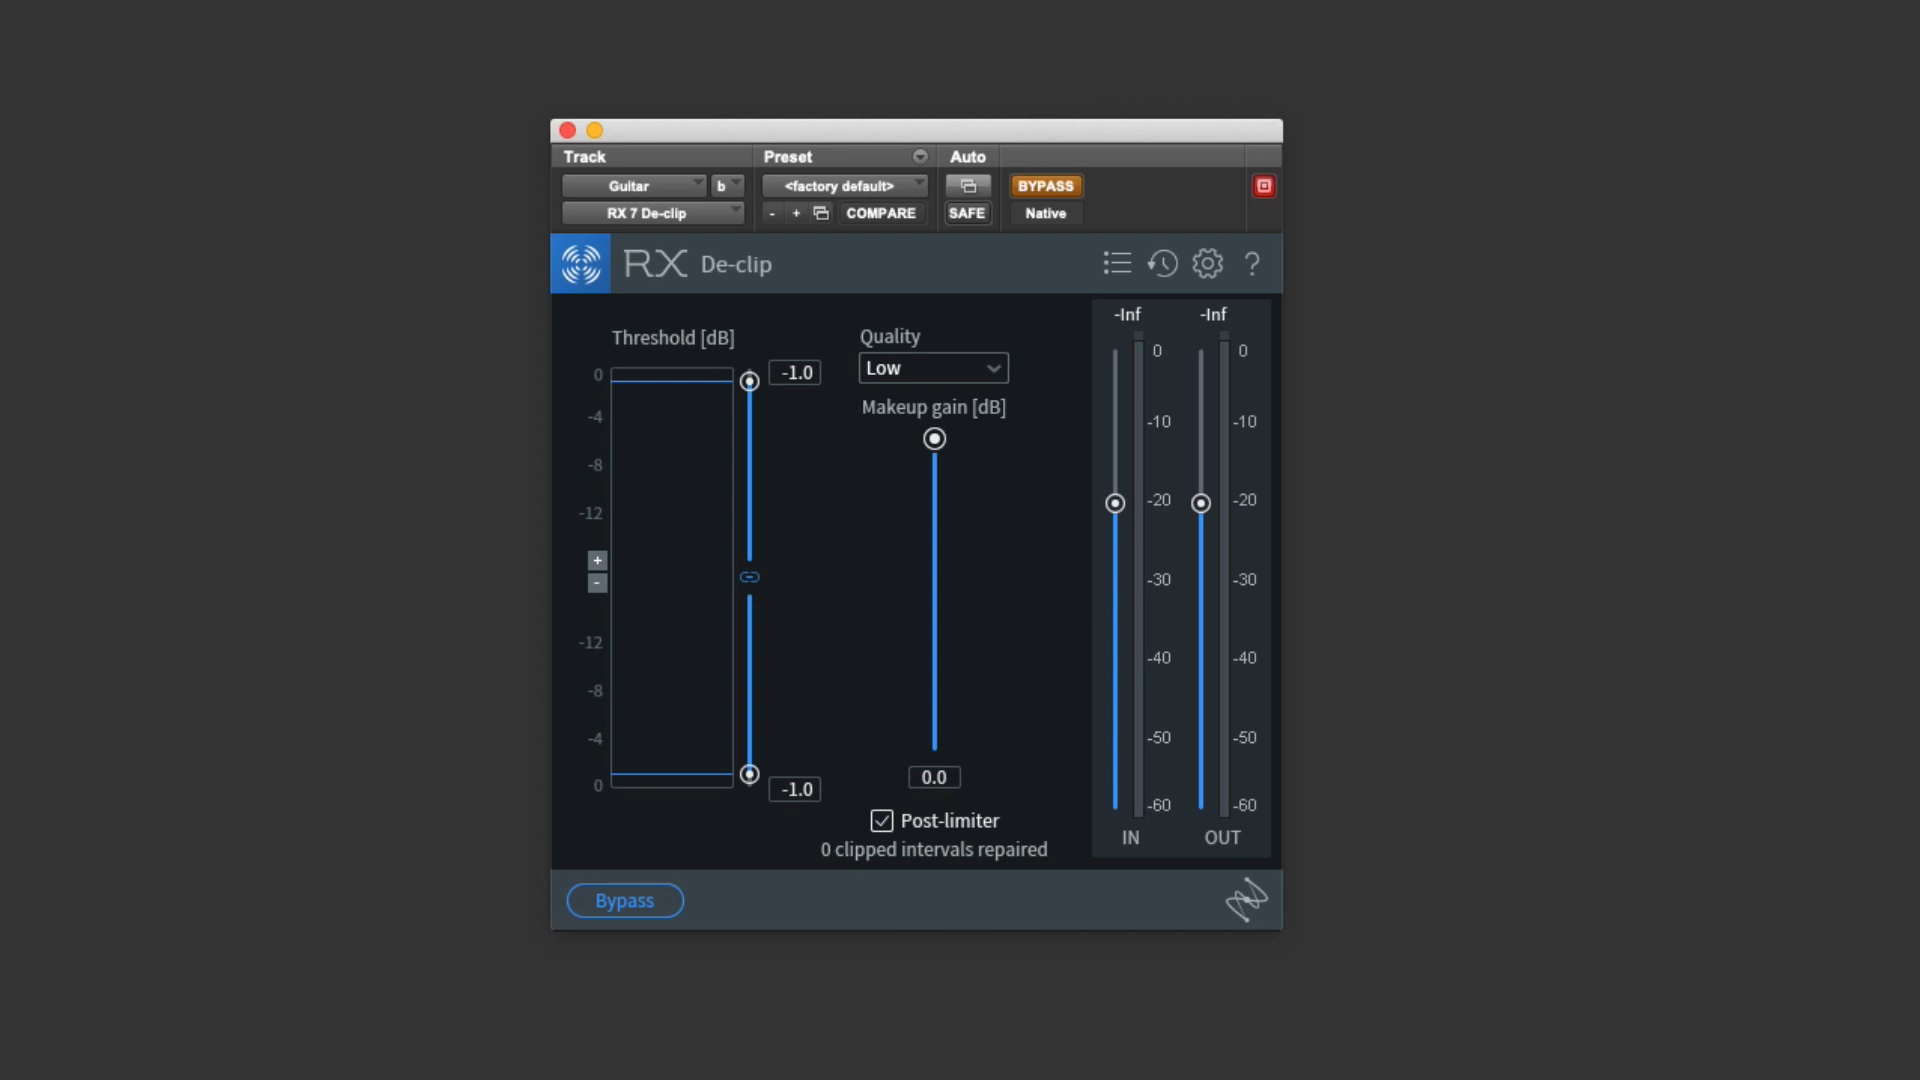 Track Preset Auto
Guitar b <factory default> BYPASS
RX 7 De-clip - + COMPARE SAFE Native
RX De-clip ?
-Inf -Inf
Threshold [dB] Quality
-1.0 Low
Makeup gain [dB]
0
-4
-8
-12
+
-
-12
-8
-4
0
-1.0
0.0
Post-limiter
0 clipped intervals repaired
0 0
-10 -10
-20 -20
-30 -30
-40 -40
-50 -50
-60 -60
IN OUT
Bypass